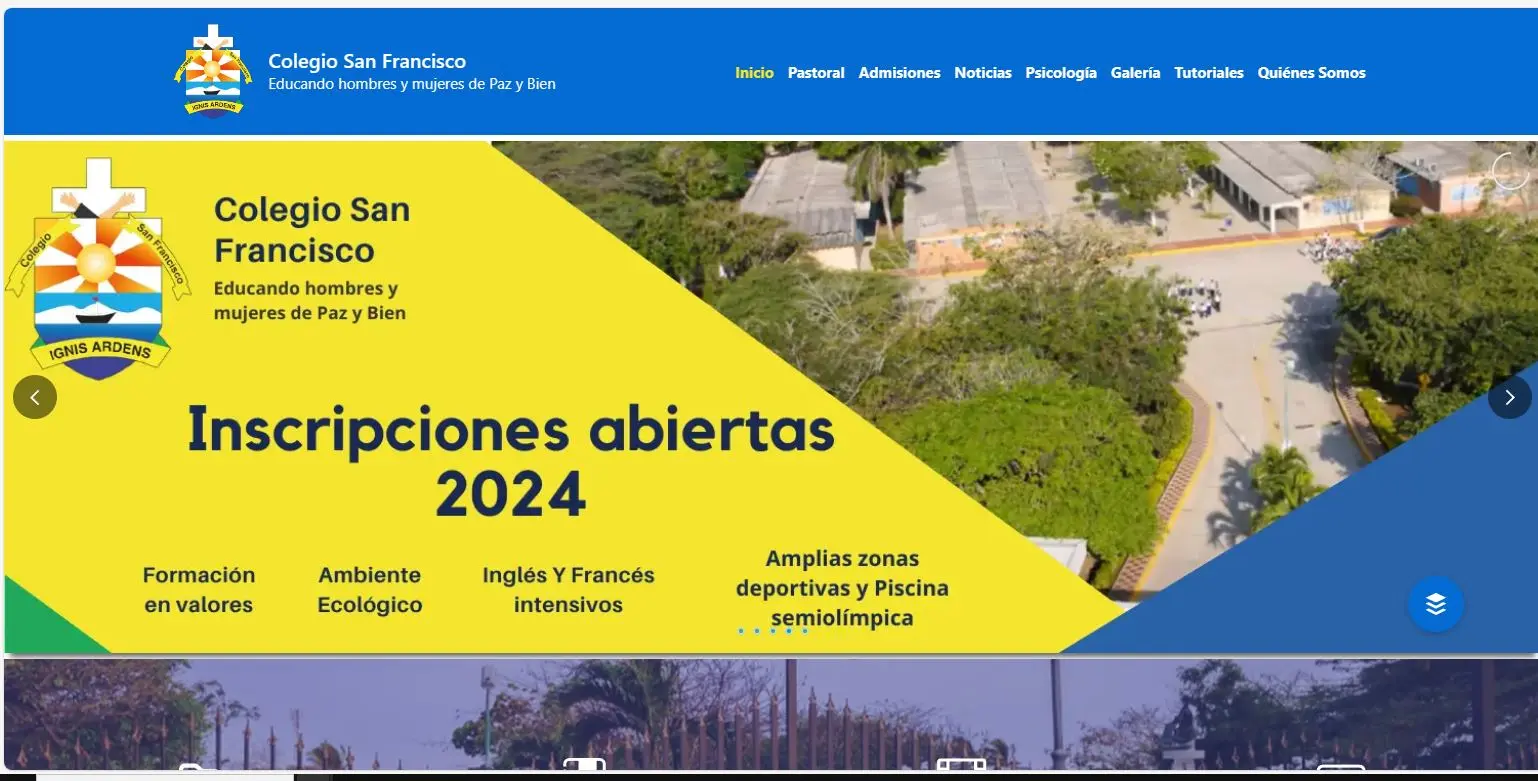 Colegio San Francisco
Educando hombres y mujeres de Paz y Bien
IGNIS ARDENS
Inicio Pastoral Admisiones Noticias Psicología Galería Tutoriales Quiénes Somos
Colegio San Francisco
IGNIS ARDENS
Colegio San
Francisco
Educando hombres y
mujeres de Paz y Bien
Inscripciones abiertas
2024
Formación
en valores
Ambiente
Ecológico
Inglés Y Francés
intensivos
Amplias zonas
deportivas y Piscina
semiolímpica